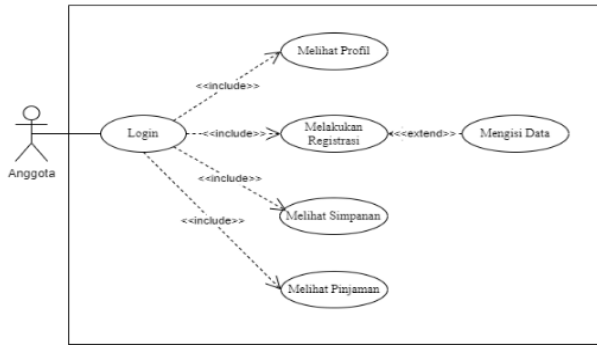 Melihat Profil
<<include>>
Anggota
Login
<<include>>
Melakukan
Registrasi
<<extend>>
Mengisi Data
<<include>>
Melihat Simpanan
<<include>>
Melihat Pinjaman